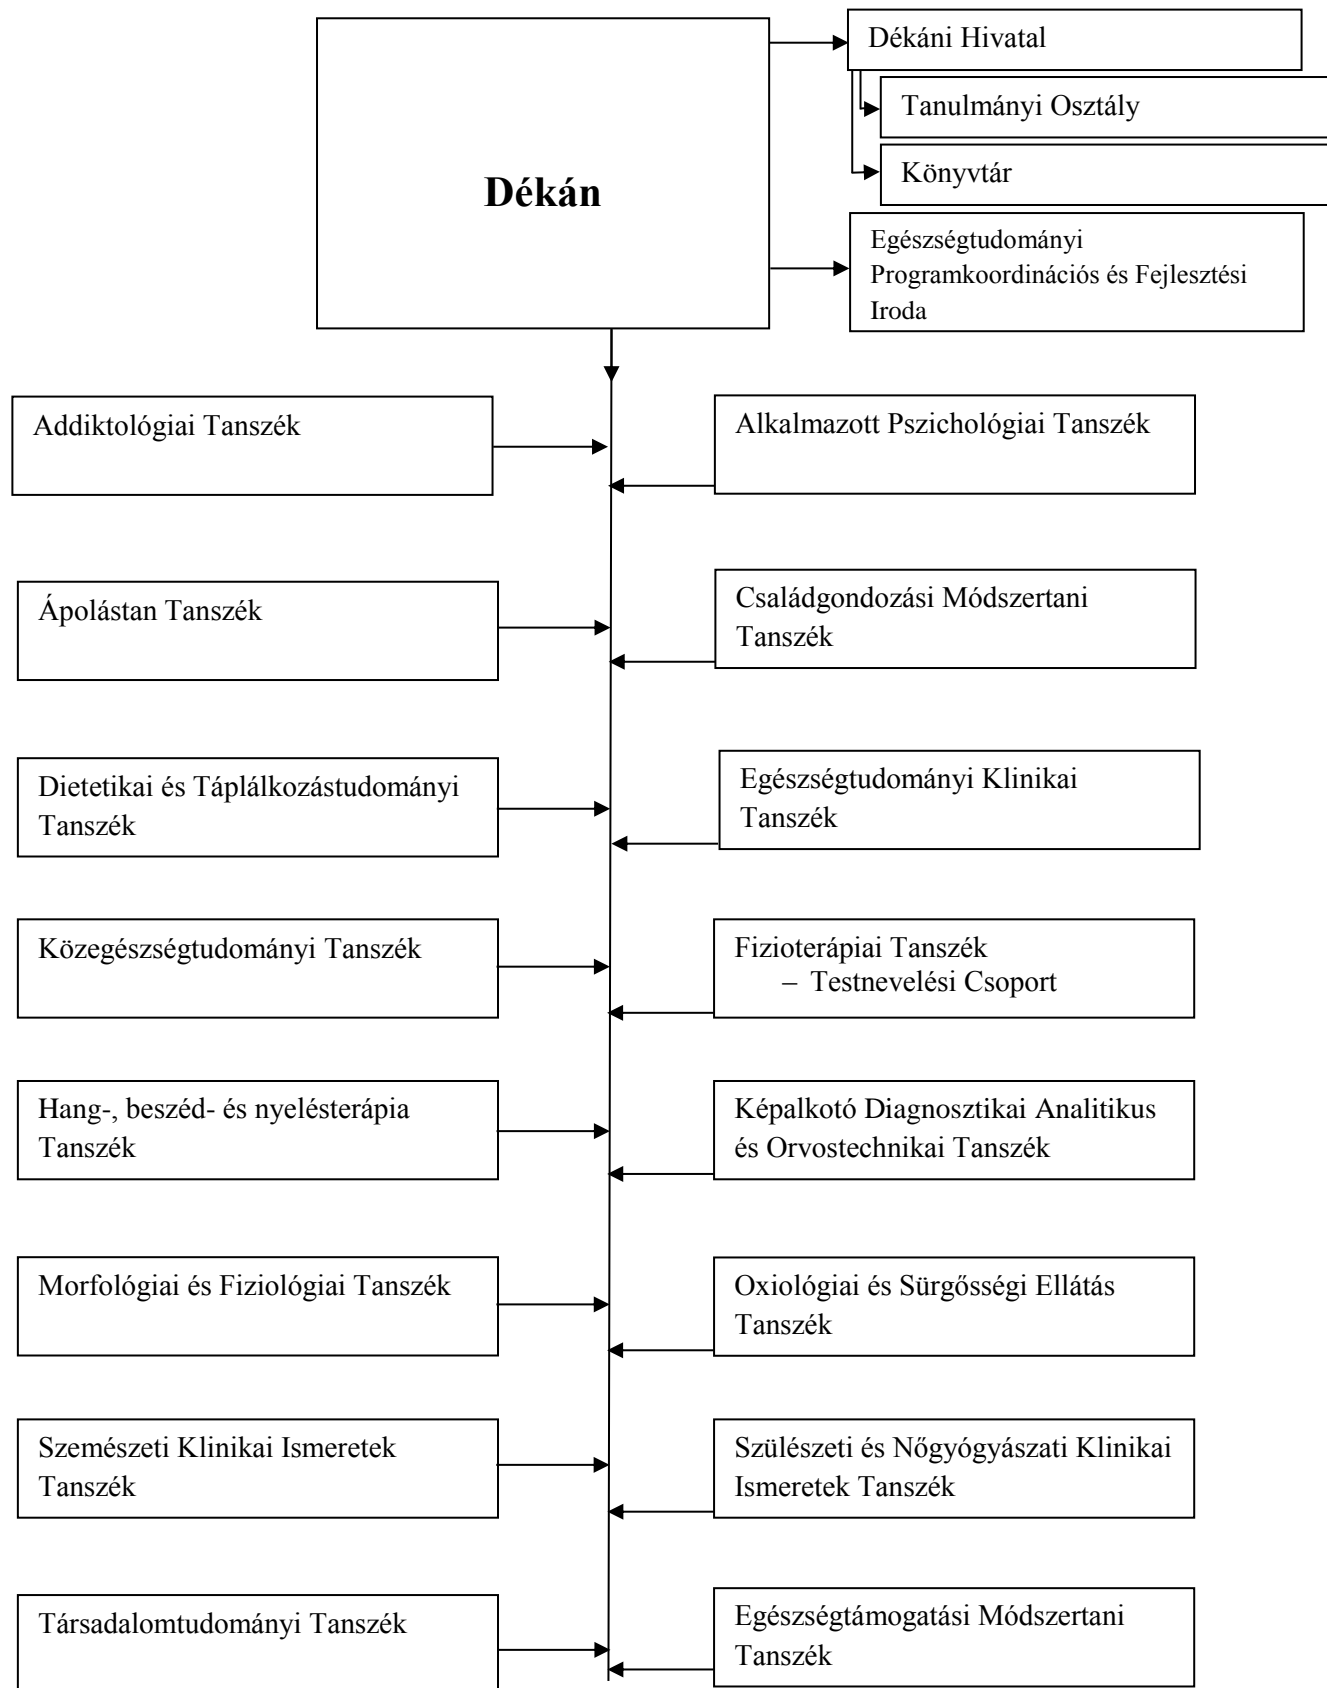 Dékán
Dékáni Hivatal
Tanulmányi Osztály
Könyvtár
Egészségtudományi
Programkoordinációs és Fejlesztési
Iroda
Addiktológiai Tanszék
Alkalmazott Pszichológiai Tanszék
Ápolástan Tanszék
Családgondozási Módszertani
Tanszék
Dietetikai és Táplálkozástudományi
Tanszék
Egészségtudományi Klinikai
Tanszék
Közegészségtudományi Tanszék
Fizioterápiai Tanszék
– Testnevelési Csoport
Hang-, beszéd- és nyelésterápia
Tanszék
Képalkotó Diagnosztikai Analitikus
és Orvostechnikai Tanszék
Morfológiai és Fiziológiai Tanszék
Oxiológiai és Sürgősségi Ellátás
Tanszék
Szemészeti Klinikai Ismeretek
Tanszék
Szülészeti és Nőgyógyászati Klinikai
Ismeretek Tanszék
Társadalomtudományi Tanszék
Egészségtámogatási Módszertani
Tanszék